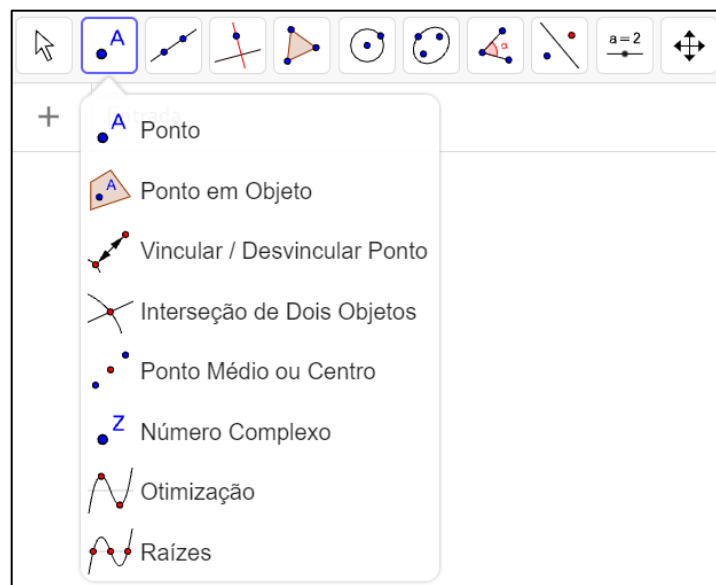 A
α
a = 2
+
Entrada...
A
Ponto
A
Ponto em Objeto
Vincular / Desvincular Ponto
Interseção de Dois Objetos
Ponto Médio ou Centro
Z
Número Complexo
Otimização
Raízes